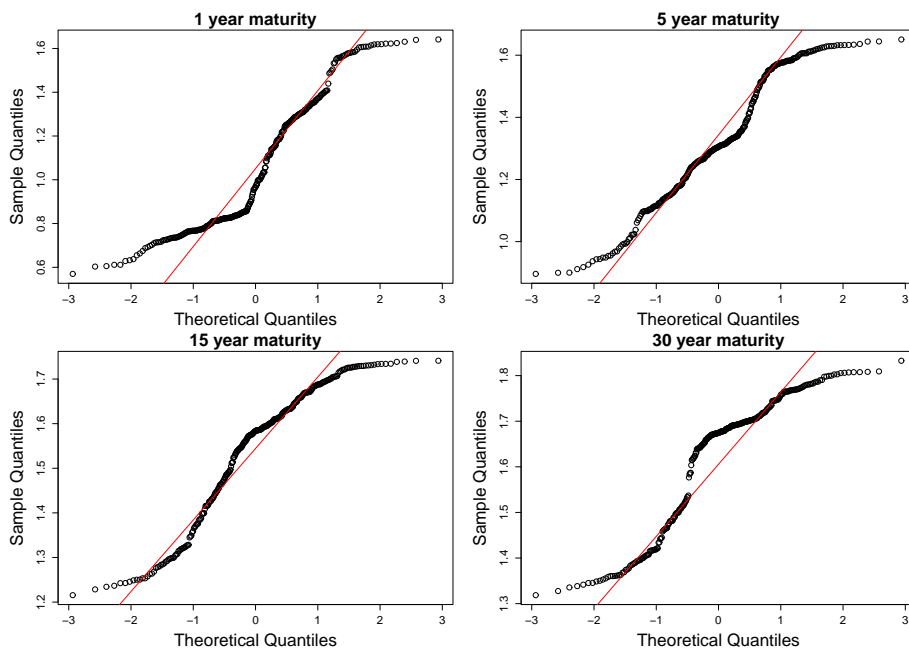 1 year maturity
Sample Quantiles
0.6 0.8 1.0 1.2 1.4 1.6
−3 −2 −1 0 1 2 3
Theoretical Quantiles
5 year maturity
Sample Quantiles
1.0 1.2 1.4 1.6
−3 −2 −1 0 1 2 3
Theoretical Quantiles
15 year maturity
Sample Quantiles
1.2 1.3 1.4 1.5 1.6 1.7
−3 −2 −1 0 1 2 3
Theoretical Quantiles
30 year maturity
Sample Quantiles
1.3 1.4 1.5 1.6 1.7 1.8
−3 −2 −1 0 1 2 3
Theoretical Quantiles